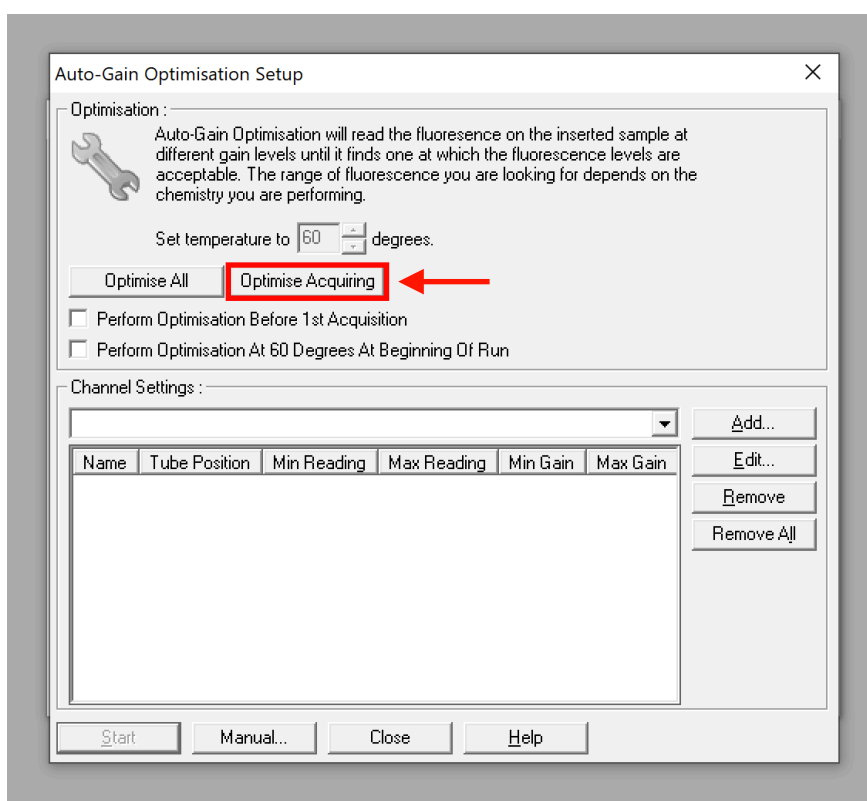 Auto-Gain Optimisation Setup
Optimisation :
Auto-Gain Optimisation will read the fluoresence on the inserted sample at
different gain levels until it finds one at which the fluorescence levels are
acceptable. The range of fluorescence you are looking for depends on the
chemistry you are performing.
Set temperature to 60 degrees.
Optimise All Optimise Acquiring
Perform Optimisation Before 1st Acquisition
Perform Optimisation At 60 Degrees At Beginning Of Run
Channel Settings :
Add...
Name Tube Position Min Reading Max Reading Min Gain Max Gain
Edit...
Remove
Remove All
Start Manual... Close Help